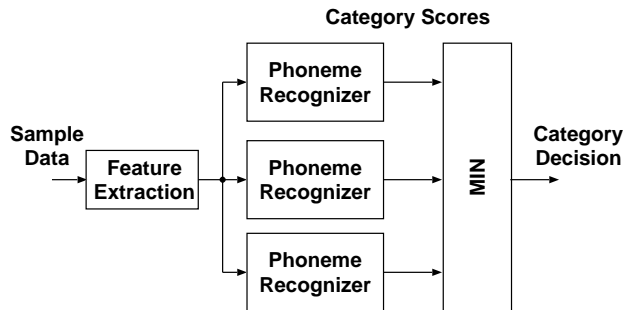 Category Scores
Phoneme
Recognizer
Sample
Data
Feature
Extraction
Phoneme
Recognizer
MIN
Category
Decision
Phoneme
Recognizer